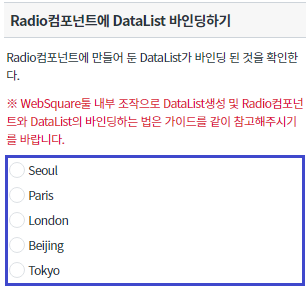 Radio컴포넌트에 DataList 바인딩하기
Radio컴포넌트에 만들어 둔 DataList가 바인딩 된 것을 확인한
다.
※ WebSquare툴 내부 조작으로 DataList생성 및 Radio컴포넌
트와 DataList의 바인딩하는 법은 가이드를 같이 참고해주시기
를 바랍니다.
Seoul
Paris
London
Beijing
Tokyo